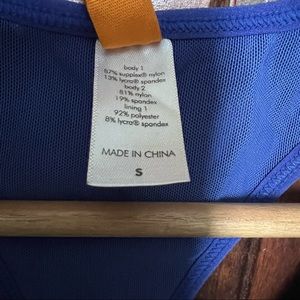 body 1
87% supplex® nylon
13% lycra® spandex
body 2
81% nylon
19% spandex
lining 1
92% polyester
8% lycra® spandex
MADE IN CHINA
S